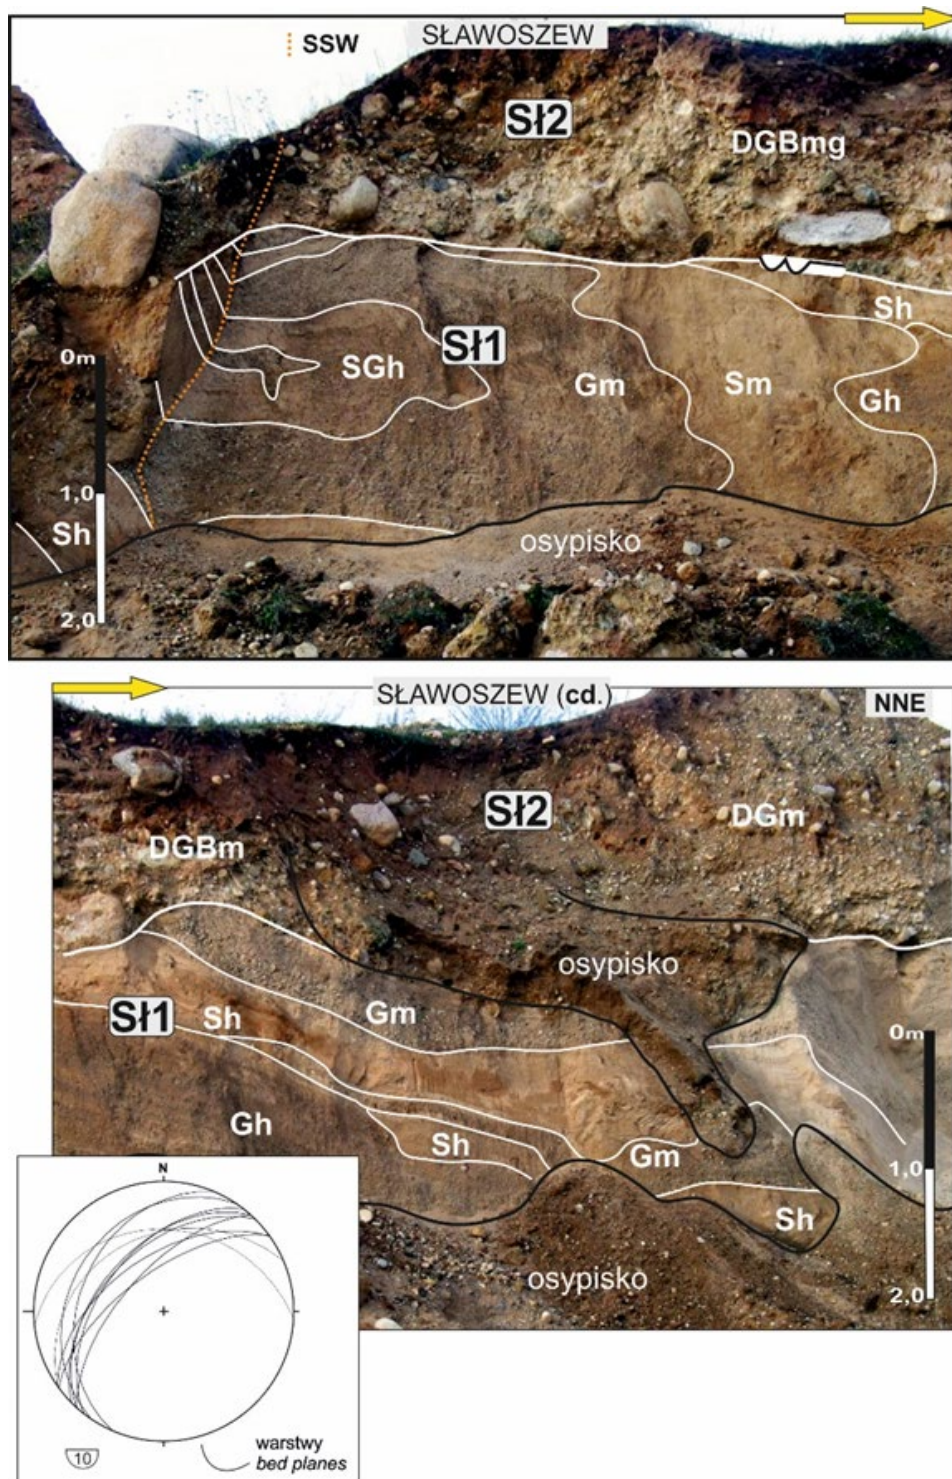 SŁAWOSZEW
SSW
Sł2
DGBmg
Sh
0m
Sł1
SGh
Gm
Sm
Gh
1,0
Sh
osypisko
2,0
SŁAWOSZEW (cd.)
NNE
Sł2
DGm
DGBm
osypisko
Sł1
Sh
Gm
0m
Gh
Sh
Gm
1,0
Sh
osypisko
2,0
N
10
warstwy
bed planes